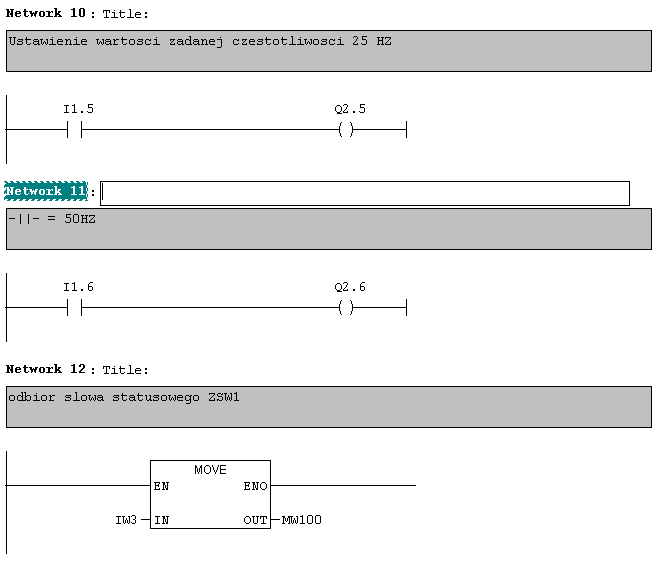 Network 10 : Title:
Ustawienie wartosci zadanej czestotliwosci 25 HZ
I1.5 Q2.5
Network 11 :
-||- = 50HZ
I1.6 Q2.6
Network 12 : Title:
odbior slowa statusowego ZSW1
MOVE
EN ENO
IW3 IN OUT MW100